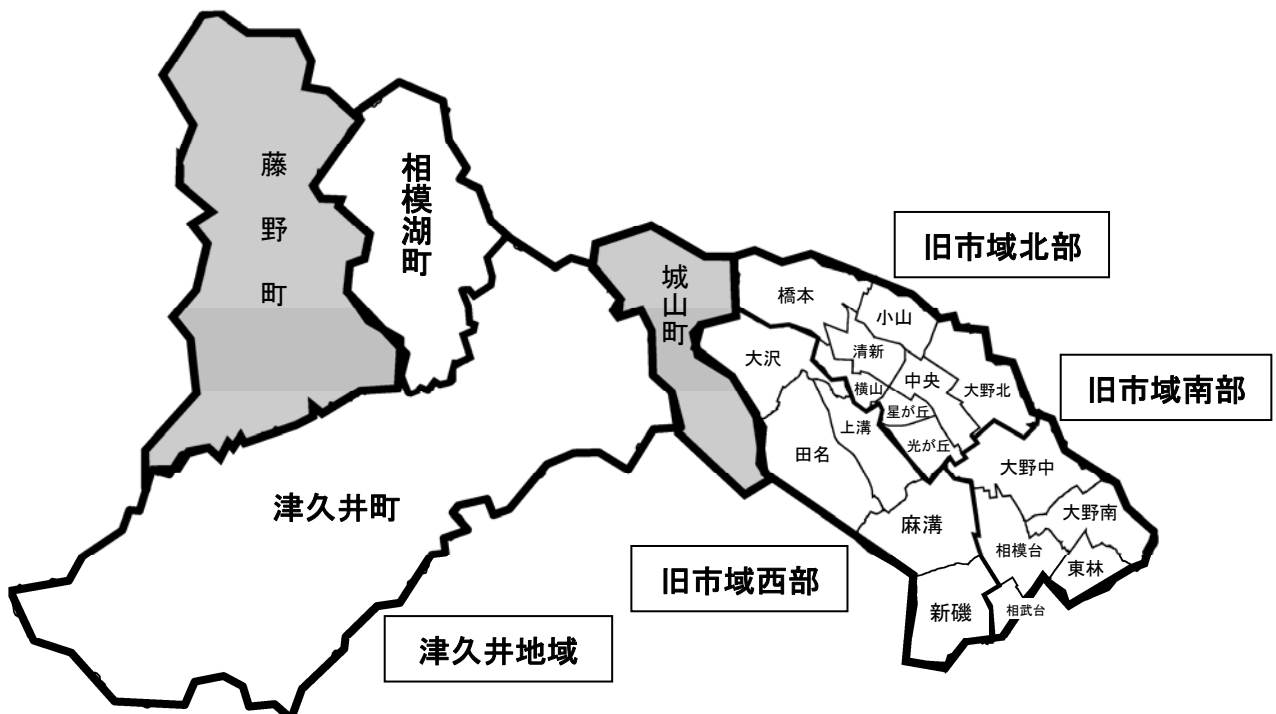 藤野町
相模湖町
城山町
津久井町
旧市域北部
橋本
小山
清新
大沢
中央
横山
大野北
星が丘
上溝
光が丘
田名
旧市域南部
大野中
大野南
麻溝
相模台
東林
新磯
相武台
旧市域西部
津久井地域